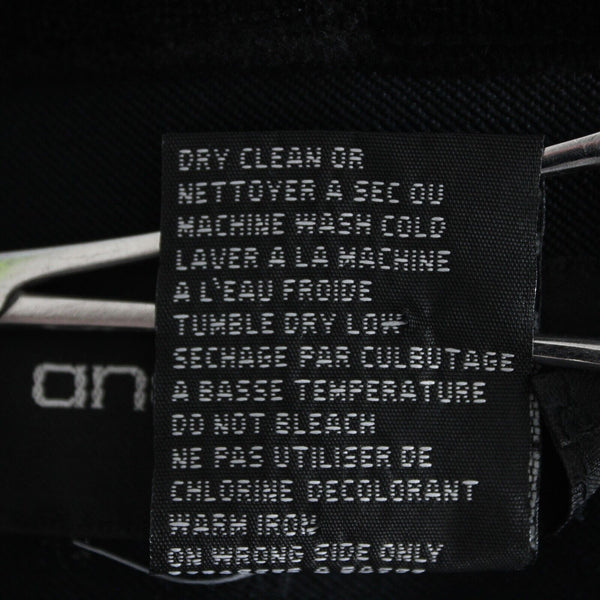 DRY CLEAN OR
NETTOYER A SEC OU
MACHINE WASH COLD
LAVER A LA MACHINE
A L'EAU FROIDE
TUMBLE DRY LOW
SECHAGE PAR CULBUTAGE
A BASSE TEMPERATURE
DO NOT BLEACH
NE PAS UTILISER DE
CHLORINE DECOLORANT
WARM IRON
ON WRONG SIDE ONLY